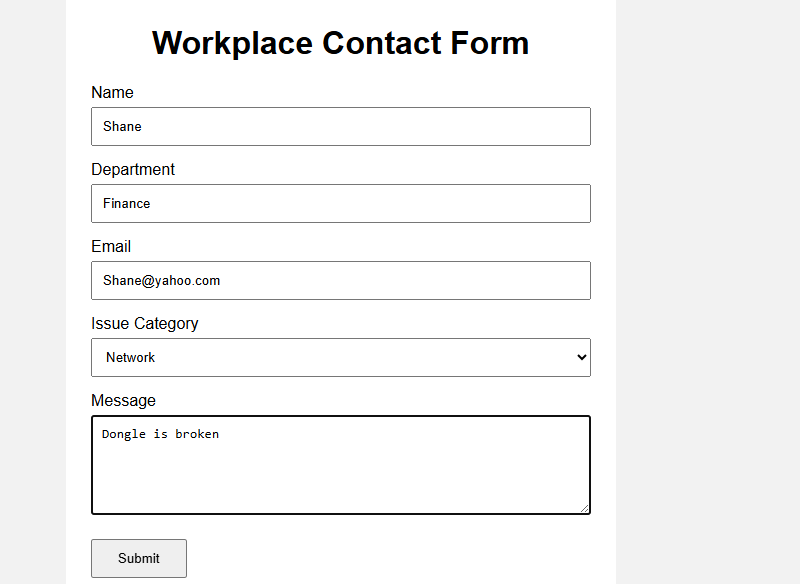 Workplace Contact Form
Name
Shane
Department
Finance
Email
Shane@yahoo.com
Issue Category
Network
Message
Dongle is broken
Submit